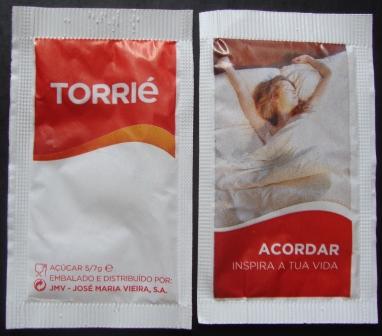 TORRIé
AÇÚCAR 5/7g ℮
EMBALADO E DISTRIBUÍDO POR:
JMV - JOSÉ MARIA VIEIRA, S.A.
ACORDAR
INSPIRA A TUA VIDA